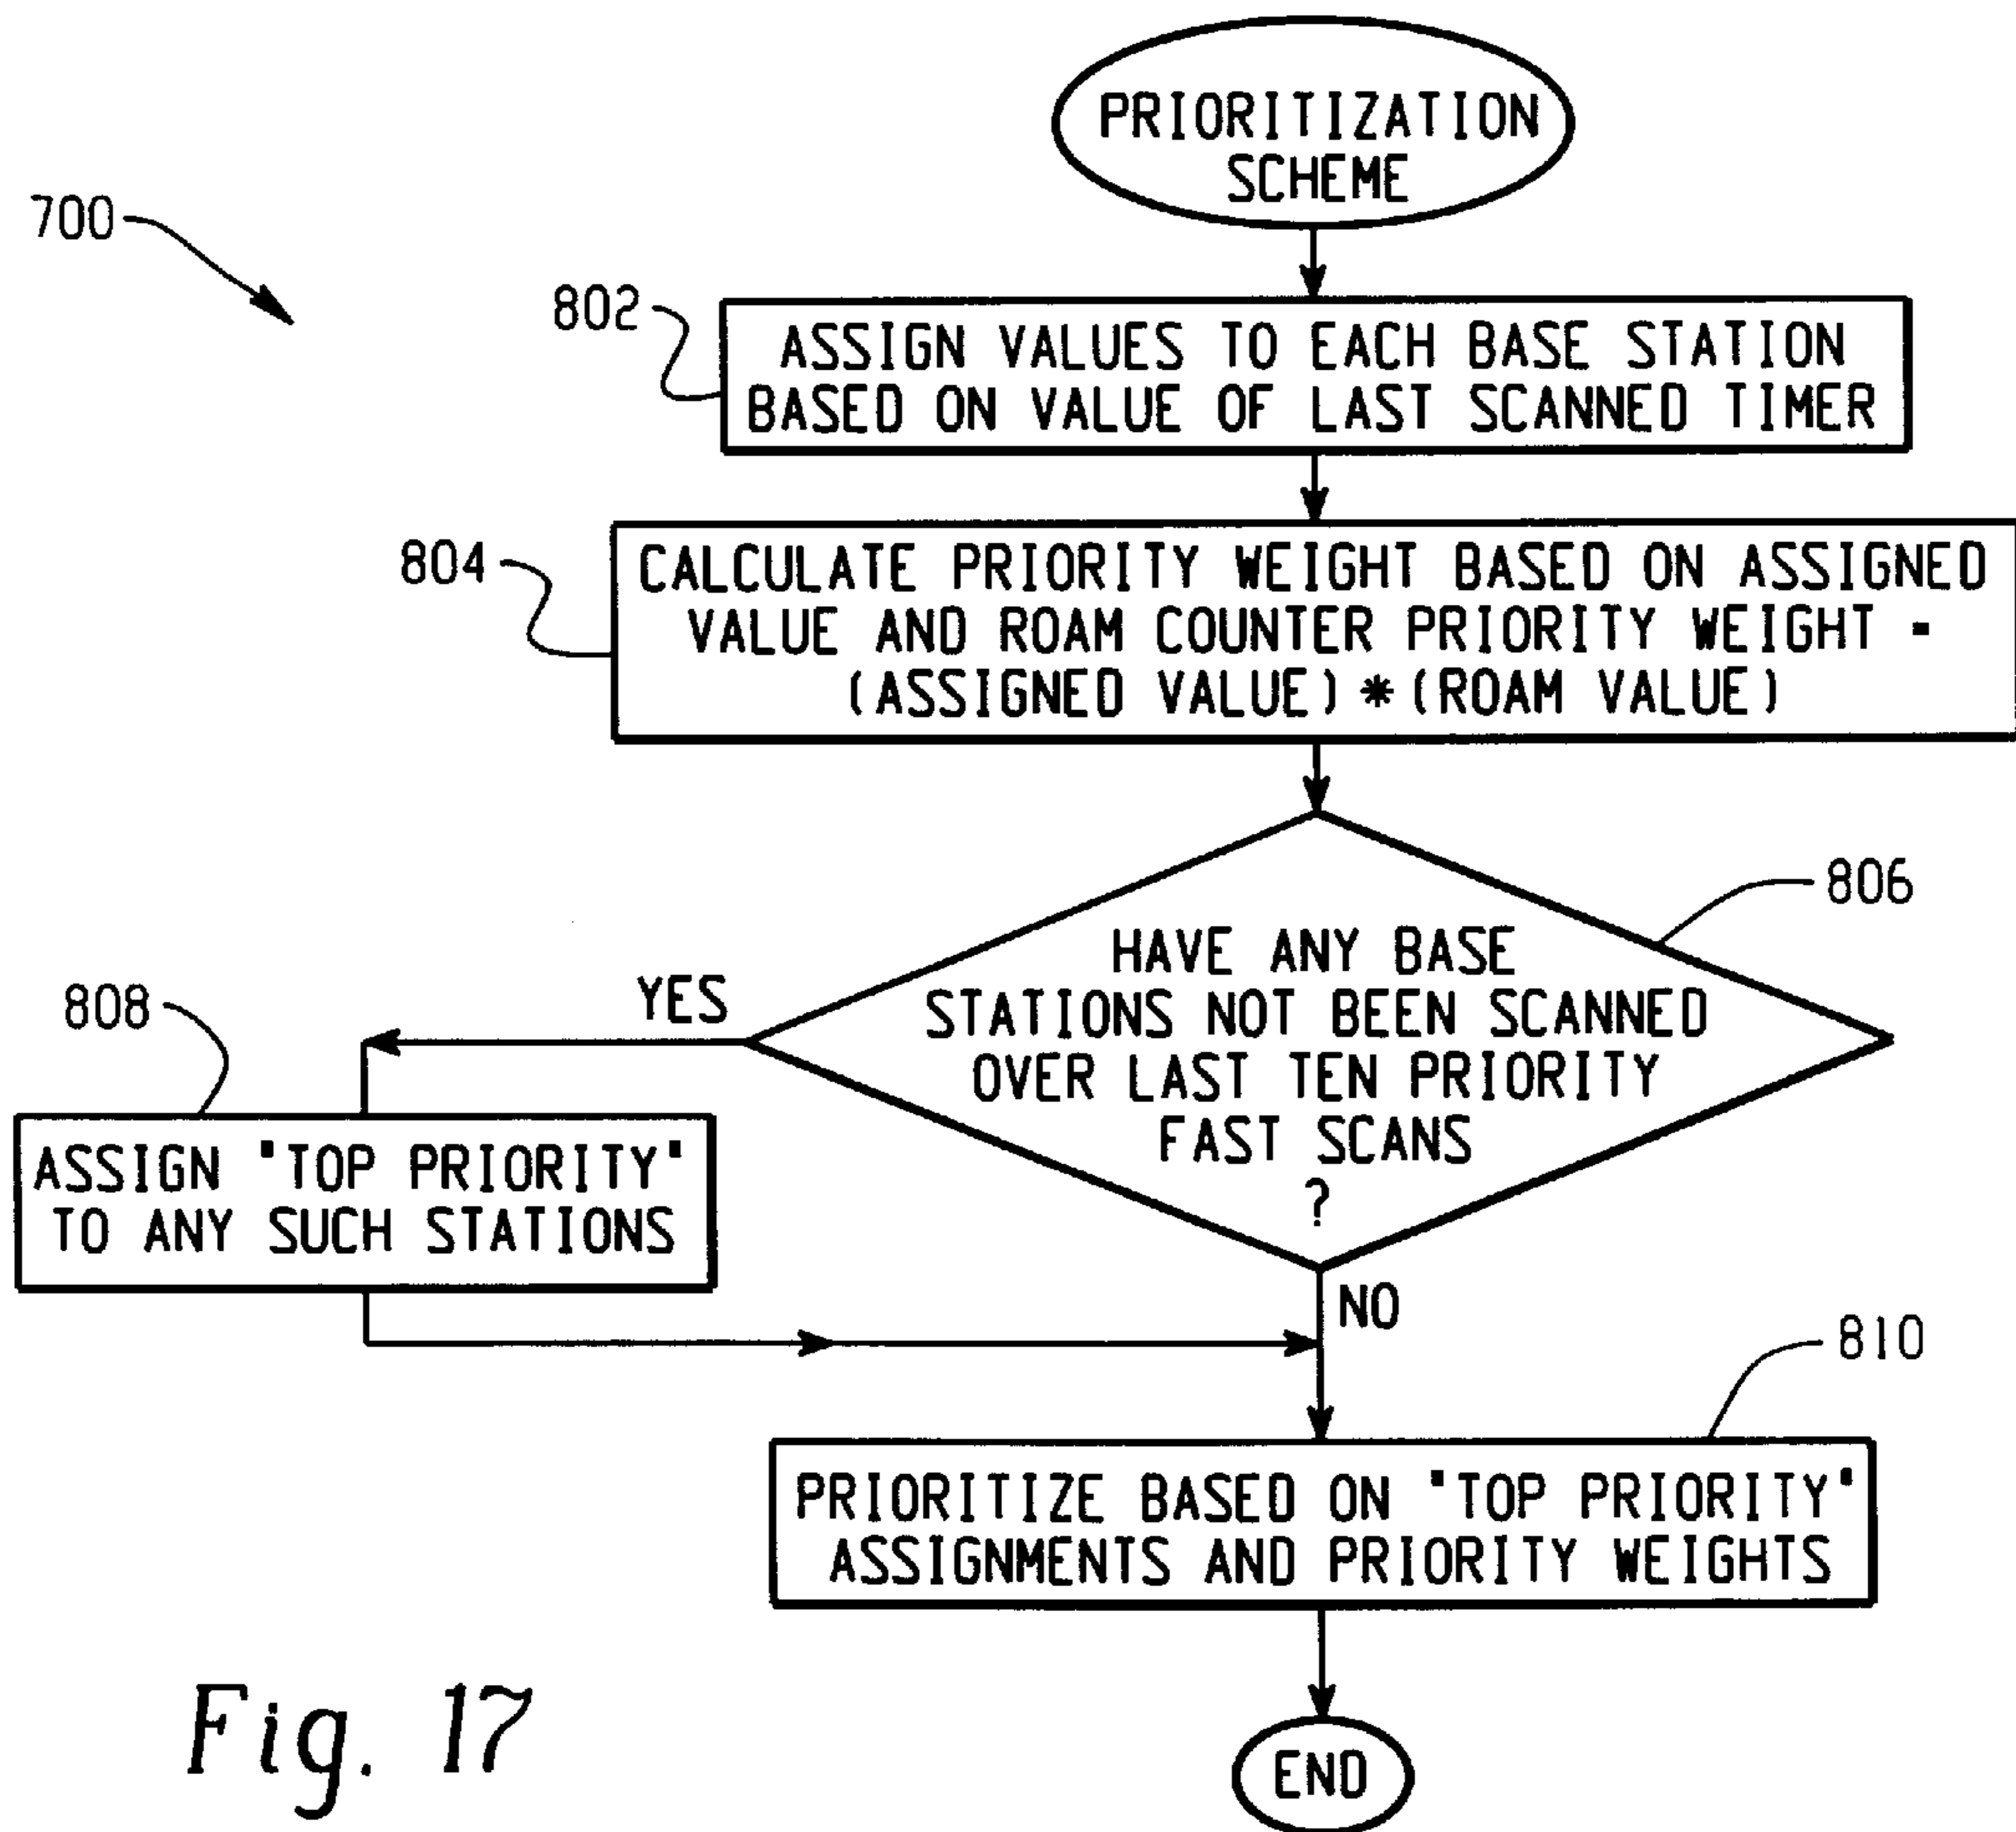 PRIORITIZATION
SCHEME
700
802
ASSIGN VALUES TO EACH BASE STATION
BASED ON VALUE OF LAST SCANNED TIMER
804
CALCULATE PRIORITY WEIGHT BASED ON ASSIGNED
VALUE AND ROAM COUNTER PRIORITY WEIGHT =
(ASSIGNED VALUE) * (ROAM VALUE)
806
HAVE ANY BASE
STATIONS NOT BEEN SCANNED
OVER LAST TEN PRIORITY
FAST SCANS
?
YES
808
ASSIGN "TOP PRIORITY"
TO ANY SUCH STATIONS
NO
810
PRIORITIZE BASED ON "TOP PRIORITY"
ASSIGNMENTS AND PRIORITY WEIGHTS
END
Fig. 17